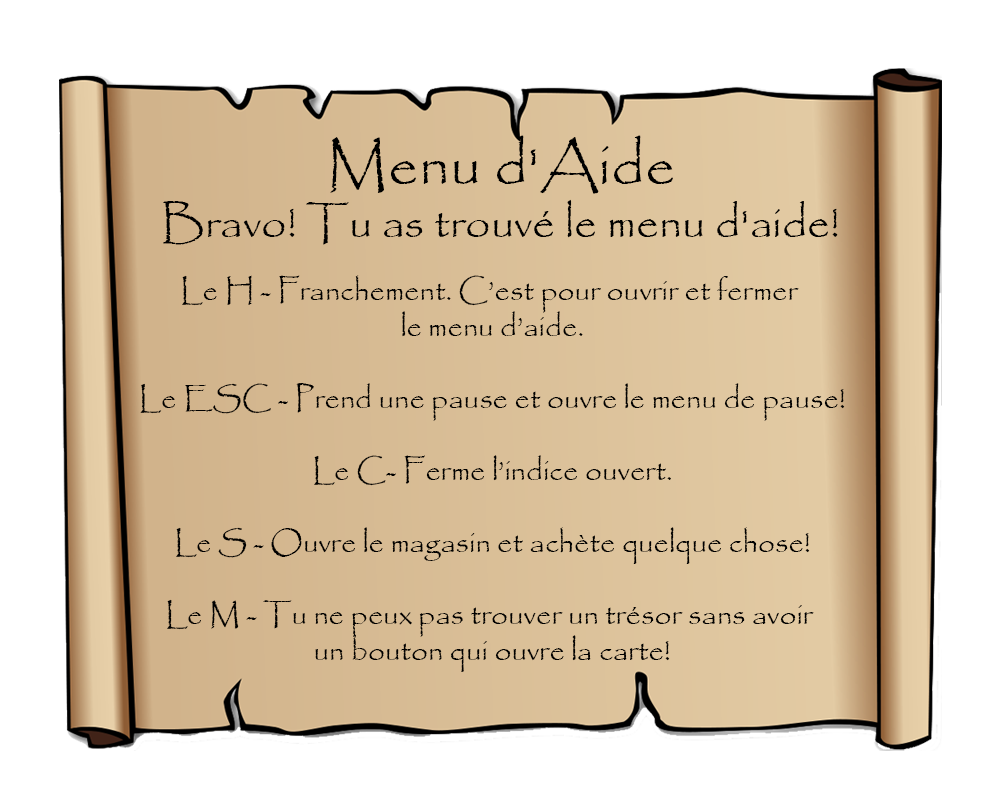 Menu d'Aide
Bravo! Tu as trouvé le menu d'aide!
Le H - Franchement. C'est pour ouvrir et fermer
le menu d'aide.
Le ESC - Prend une pause et ouvre le menu de pause!
Le C- Ferme l'indice ouvert.
Le S - Ouvre le magasin et achète quelque chose!
Le M - Tu ne peux pas trouver un trésor sans avoir
un bouton qui ouvre la carte!